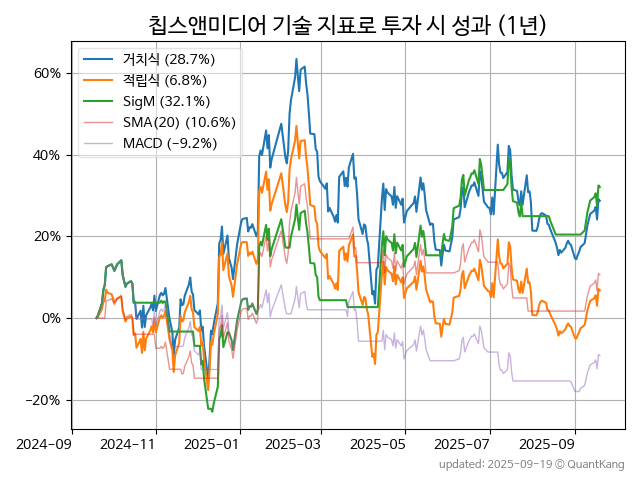 칩스앤미디어 기술 지표로 투자 시 성과 (1년)
거치식 (28.7%)
적립식 (6.8%)
SigM (32.1%)
SMA(20) (10.6%)
MACD (−9.2%)
60%
40%
20%
0%
−20%
2024-09 2024-11 2025-01 2025-03 2025-05 2025-07 2025-09
updated: 2025-09-19 © QuantKang